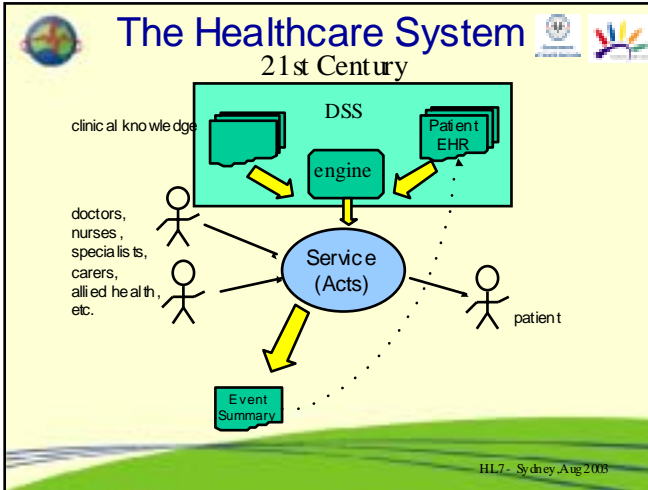 The Healthcare System
21st Century
DSS
clinical knowledge
Patient
EHR
engine
doctors,
nurses,
specialists,
carers,
allied health,
etc.
Service
(Acts)
patient
Event
Summary
HL7- Sydney,Aug 2003